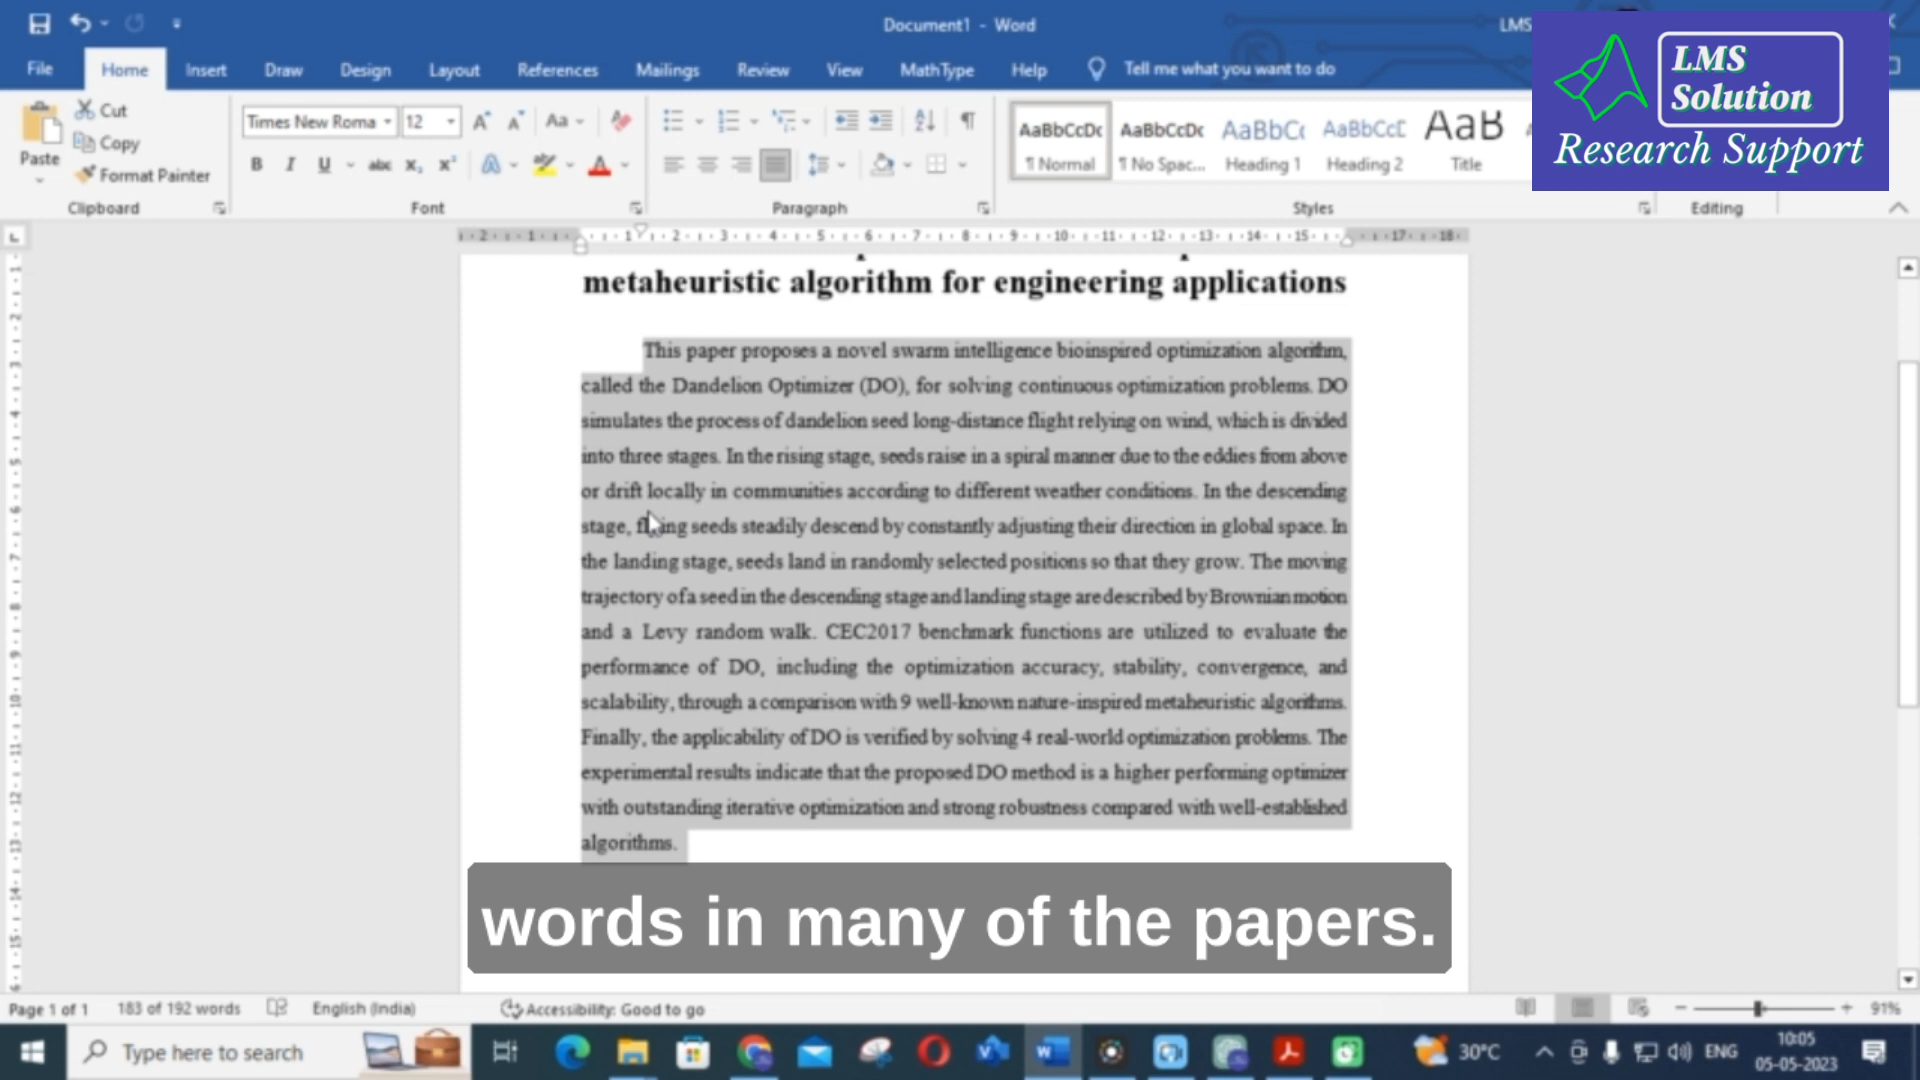 Document1 - Word
LMS
File Home Insert Draw Design Layout References Mailings Review View MathType Help Tell me what you want to do
LMS
Solution
Research Support
Paste
Cut
Copy
Format Painter
Clipboard
Times New Roma 12
Font
Paragraph
AaBbCcDc AaBbCcDc AaBbC AaBbCcD AaB
¶ Normal ¶ No Spac... Heading 1 Heading 2 Title
Styles
Editing
metaheuristic algorithm for engineering applications
This paper proposes a novel swarm intelligence bioinspired optimization algorithm,
called the Dandelion Optimizer (DO), for solving continuous optimization problems. DO
simulates the process of dandelion seed long-distance flight relying on wind, which is divided
into three stages. In the rising stage, seeds raise in a spiral manner due to the eddies from above
or drift locally in communities according to different weather conditions. In the descending
stage, flying seeds steadily descend by constantly adjusting their direction in global space. In
the landing stage, seeds land in randomly selected positions so that they grow. The moving
trajectory of a seed in the descending stage and landing stage are described by Brownian motion
and a Levy random walk. CEC2017 benchmark functions are utilized to evaluate the
performance of DO, including the optimization accuracy, stability, convergence, and
scalability, through a comparison with 9 well-known nature-inspired metaheuristic algorithms.
Finally, the applicability of DO is verified by solving 4 real-world optimization problems. The
experimental results indicate that the proposed DO method is a higher performing optimizer
with outstanding iterative optimization and strong robustness compared with well-established
algorithms.
words in many of the papers.
Page 1 of 1 183 of 192 words English (India) Accessibility: Good to go 91%
Type here to search
30°C
ENG
10:05
05-05-2023